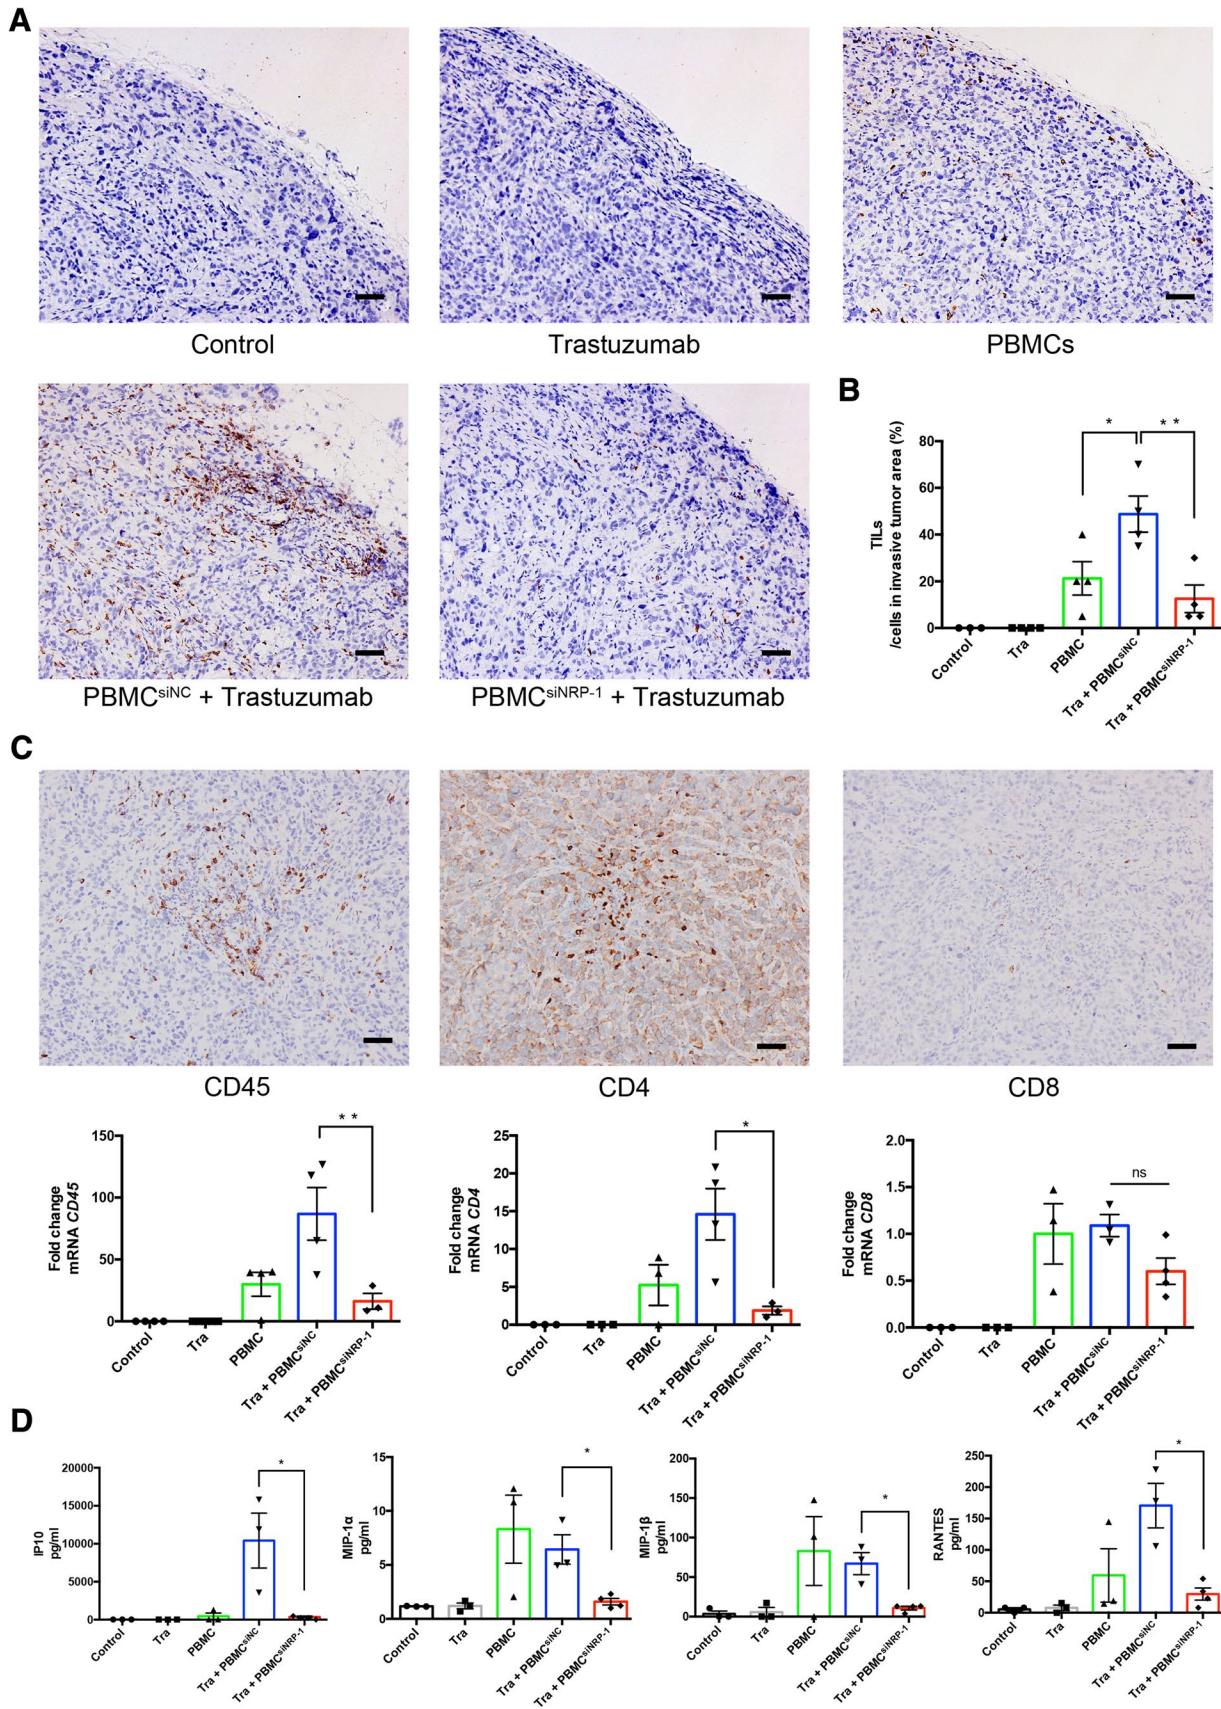 A
Control
Trastuzumab
PBMCs
PBMCsiNC + Trastuzumab
PBMCsiNRP-1 + Trastuzumab
B
TILs
/cells in invasive tumor area (%)
80
60
40
20
0
*
* *
Control
Tra
PBMC
Tra + PBMCsiNC
Tra + PBMCsiNRP-1
C
CD45
CD4
CD8
Fold change
mRNA CD45
150
100
50
0
* *
Control
Tra
PBMC
Tra + PBMCsiNC
Tra + PBMCsiNRP-1
Fold change
mRNA CD4
25
20
15
10
5
0
*
Control
Tra
PBMC
Tra + PBMCsiNC
Tra + PBMCsiNRP-1
Fold change
mRNA CD8
2.0
1.5
1.0
0.5
0.0
ns
Control
Tra
PBMC
Tra + PBMCsiNC
Tra + PBMCsiNRP-1
D
IP10
pg/ml
20000
15000
10000
5000
0
*
Control
Tra
PBMC
Tra + PBMCsiNC
Tra + PBMCsiNRP-1
MIP-1α
pg/ml
15
10
5
0
*
Control
Tra
PBMC
Tra + PBMCsiNC
Tra + PBMCsiNRP-1
MIP-1β
pg/ml
200
150
100
50
0
*
Control
Tra
PBMC
Tra + PBMCsiNC
Tra + PBMCsiNRP-1
RANTES
pg/ml
250
200
150
100
50
0
*
Control
Tra
PBMC
Tra + PBMCsiNC
Tra + PBMCsiNRP-1